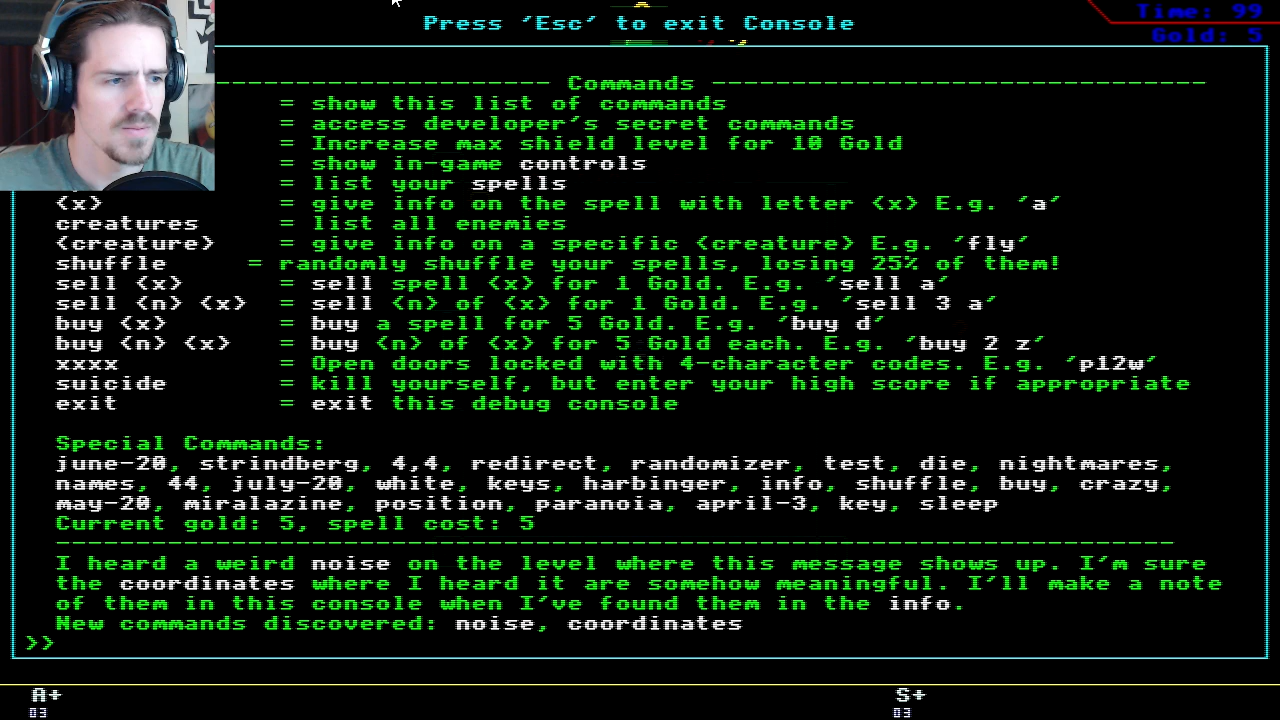 Press 'Esc' to exit Console
Time: 99
Gold: 5
------------------- Commands -------------------------------
= show this list of commands
= access developer's secret commands
= Increase max shield level for 10 Gold
= show in-game controls
= list your spells
<x> = give info on the spell with letter <x> E.g. 'a'
creatures = list all enemies
<creature> = give info on a specific <creature> E.g. 'fly'
shuffle = randomly shuffle your spells, losing 25% of them!
sell <x> = sell spell <x> for 1 Gold. E.g. 'sell a'
sell <n> <x> = sell <n> of <x> for 1 Gold. E.g. 'sell 3 a'
buy <x> = buy a spell for 5 Gold. E.g. 'buy d'
buy <n> <x> = buy <n> of <x> for 5 Gold each. E.g. 'buy 2 z'
xxxx = Open doors locked with 4-character codes. E.g. 'p12w'
suicide = kill yourself, but enter your high score if appropriate
exit = exit this debug console
Special Commands:
june-20, strindberg, 4,4, redirect, randomizer, test, die, nightmares,
names, 44, july-20, white, keys, harbinger, info, shuffle, buy, crazy,
may-20, miralazine, position, paranoia, april-3, key, sleep
Current gold: 5, spell cost: 5
----------------------------------------------------------------------
I heard a weird noise on the level where this message shows up. I'm sure
the coordinates where I heard it are somehow meaningful. I'll make a note
of them in this console when I've found them in the info.
New commands discovered: noise, coordinates
>>
A+ S+
03 03